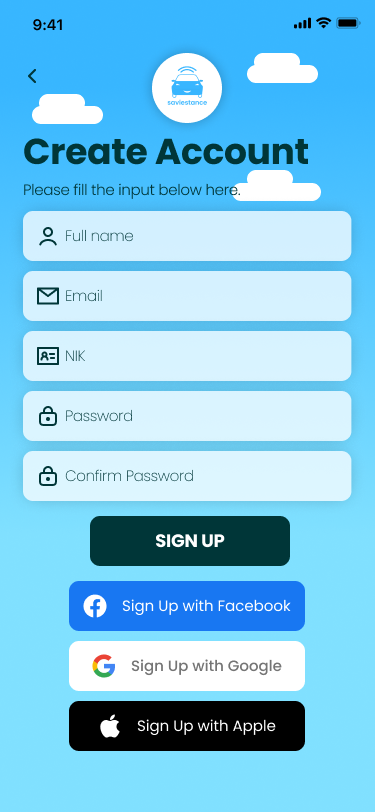 9:41
saviestance
Create Account
Please fill the input below here.
Full name
Email
NIK
Password
Confirm Password
SIGN UP
Sign Up with Facebook
Sign Up with Google
Sign Up with Apple